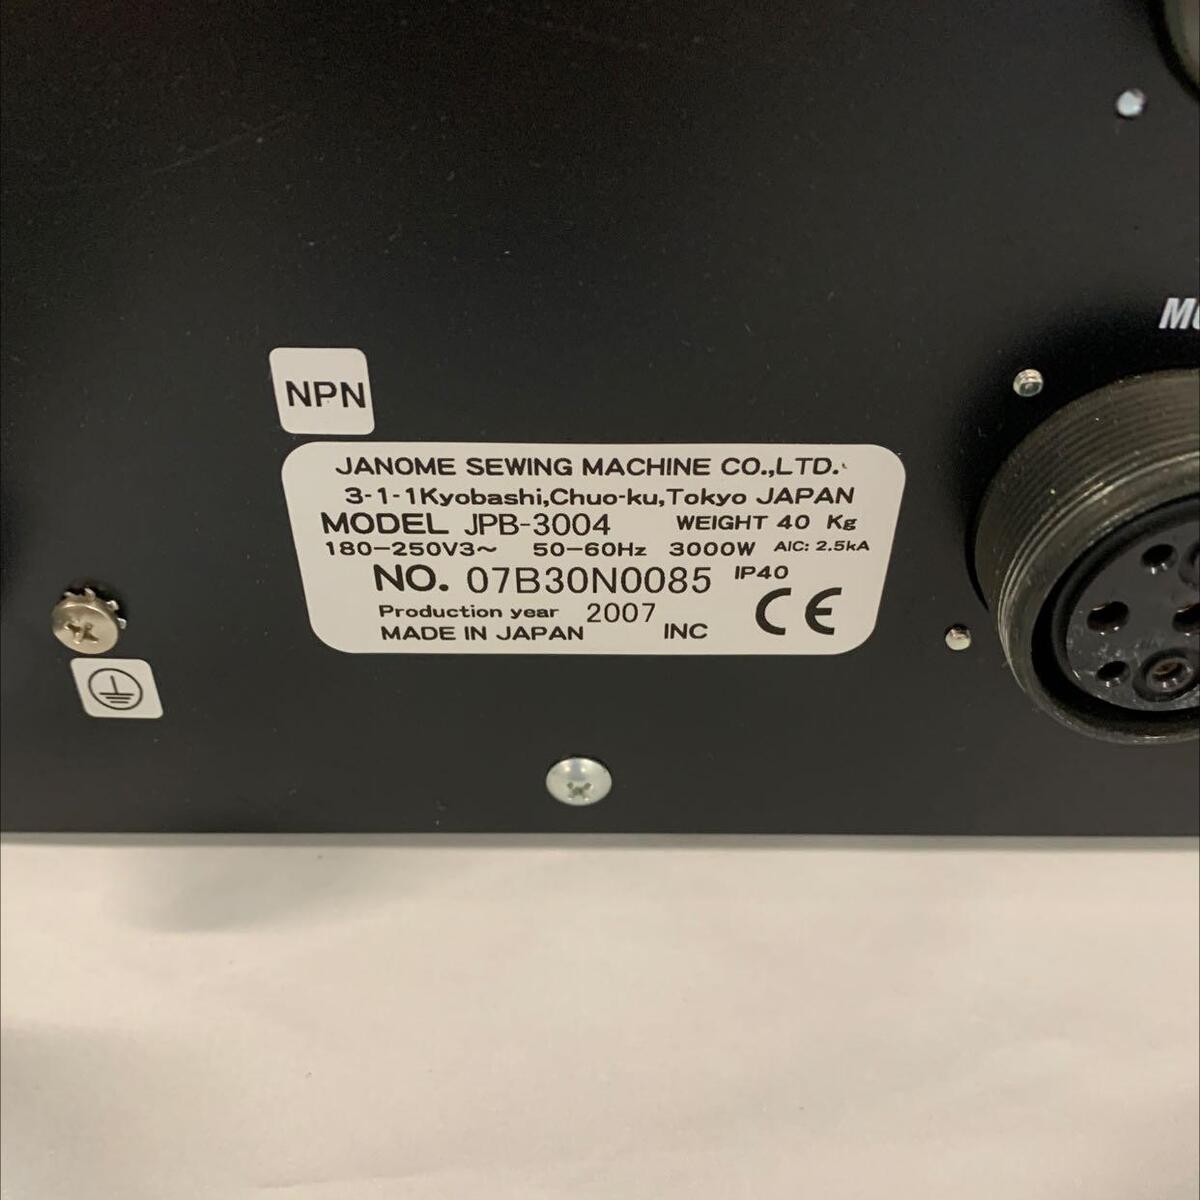 NPN
JANOME SEWING MACHINE CO.,LTD.
3-1-1Kyobashi,Chuo-ku,Tokyo JAPAN
MODEL JPB-3004 WEIGHT 40 Kg
180-250V3~ 50-60Hz 3000W AIC: 2.5kA
NO. 07B30N0085 IP40
Production year 2007 CE
MADE IN JAPAN INC